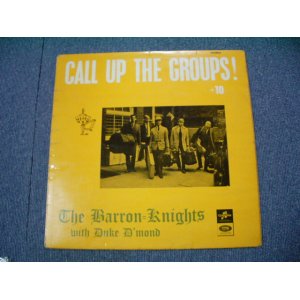 CALL UP THE GROUPS!
+10
The Barron-Knights
with Duke D'mond